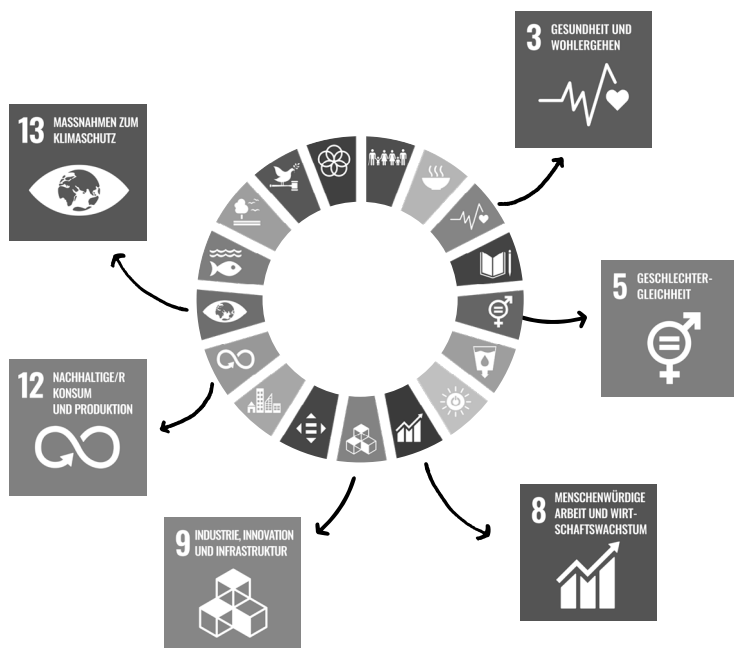 3 GESUNDHEIT UND
WOHLERGEHEN
13 MASSNAHMEN ZUM
KLIMASCHUTZ
5 GESCHLECHTER-
GLEICHHEIT
12 NACHHALTIGE/R
KONSUM
UND PRODUKTION
8 MENSCHENWÜRDIGE
ARBEIT UND WIRT-
SCHAFTSWACHSTUM
9 INDUSTRIE, INNOVATION
UND INFRASTRUKTUR